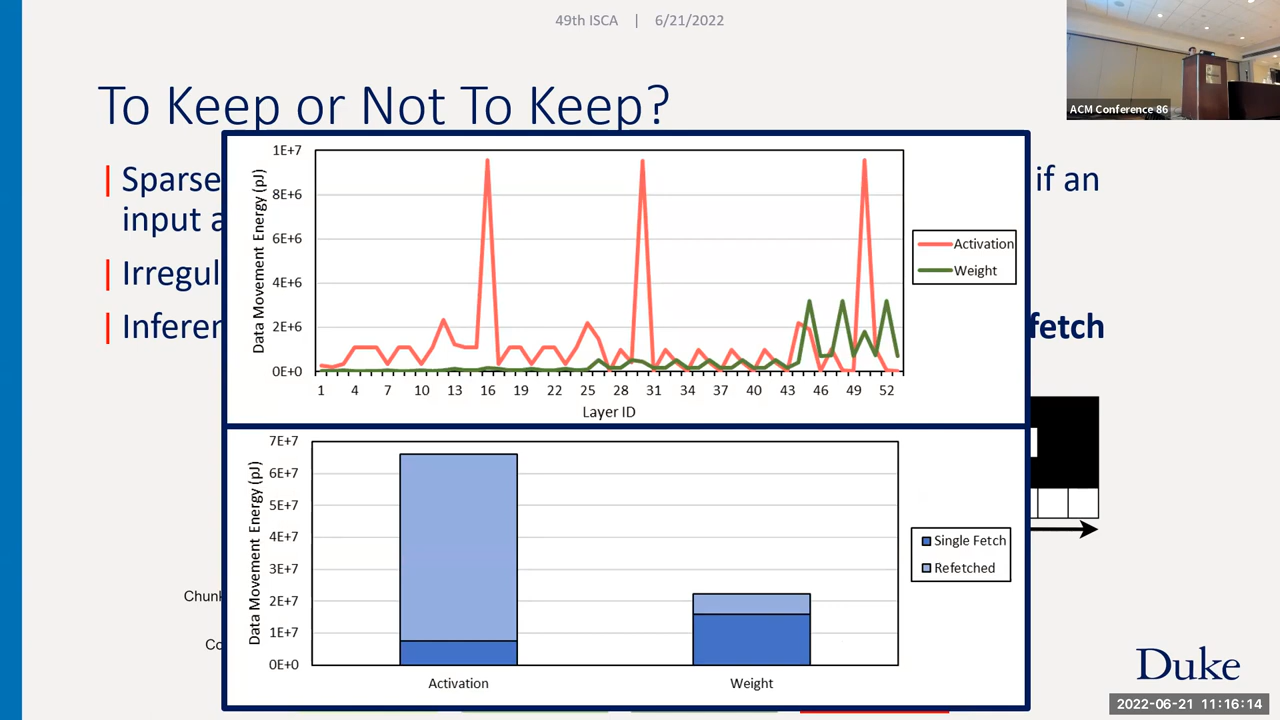 49th ISCA | 6/21/2022
ACM Conference 86
To Keep or Not To Keep?
Sparse
if an
input a
Irregul
Inferen
fetch
Data Movement Energy (pJ)
1E+7
8E+6
6E+6
4E+6
2E+6
0E+0
1 4 7 10 13 16 19 22 25 28 31 34 37 40 43 46 49 52
Layer ID
Activation
Weight
Data Movement Energy (pJ)
7E+7
6E+7
5E+7
4E+7
3E+7
2E+7
1E+7
0E+0
Activation Weight
Single Fetch
Refetched
Chunk
Co
Duke
2022-06-21 11:16:14